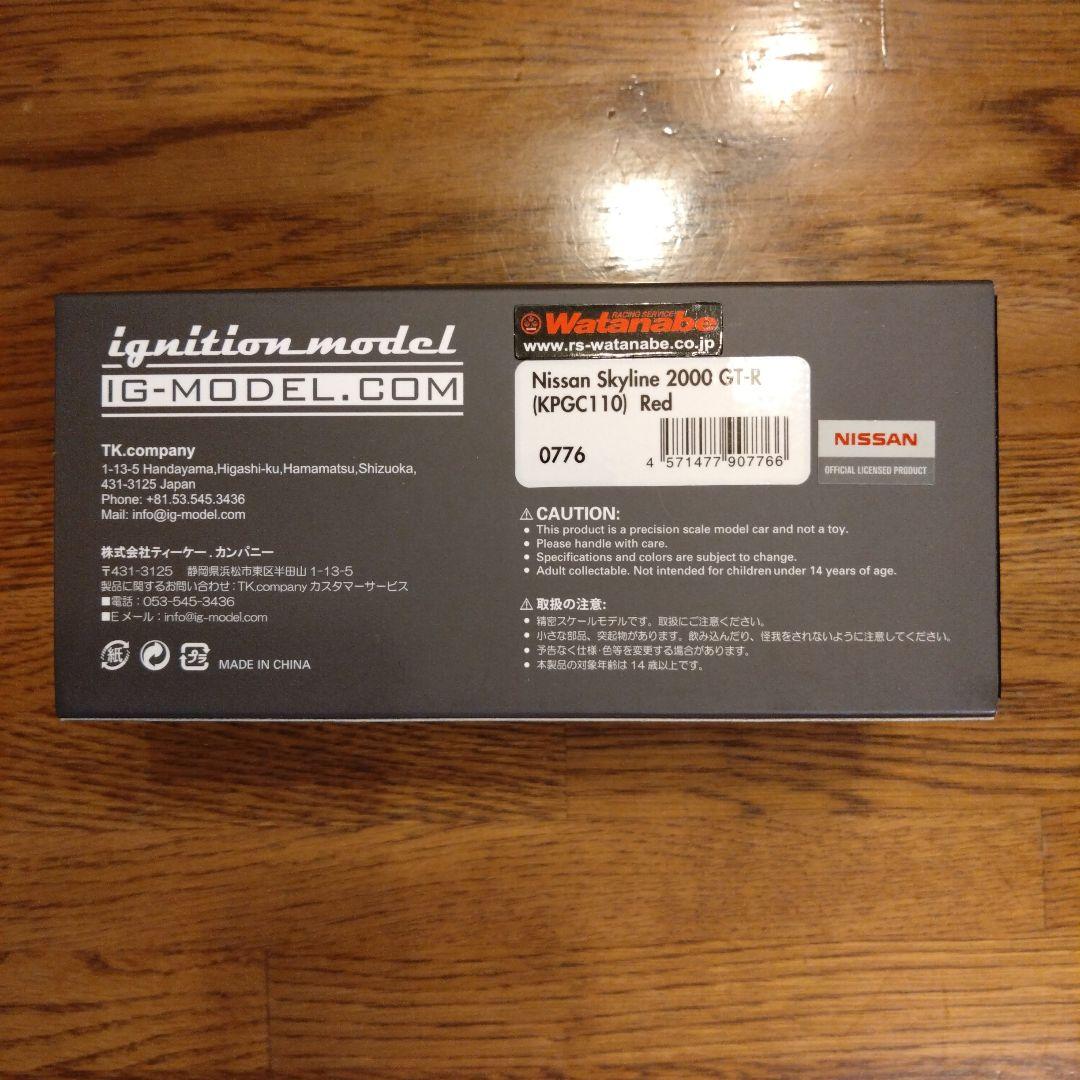 ignition model
IG-MODEL.COM
TK.company
1-13-5 Handayama,Higashi-ku,Hamamatsu,Shizuoka,
431-3125 Japan
Phone: +81.53.545.3436
Mail: info@ig-model.com
株式会社ティーケー.カンパニー
〒431-3125 静岡県浜松市東区半田山1-13-5
製品に関するお問い合わせ:TK.companyカスタマーサービス
■電話:053-545-3436
■Eメール:info@ig-model.com
紙
プラ
MADE IN CHINA
RACING SERVICE
Watanabe
www.rs-watanabe.co.jp
Nissan Skyline 2000 GT-R
(KPGC110) Red
0776
4 571477 907766
NISSAN
OFFICIAL LICENSED PRODUCT
⚠CAUTION:
• This product is a precision scale model car and not a toy.
• Please handle with care.
• Specifications and colors are subject to change.
• Adult collectable. Not intended for children under 14 years of age.
⚠取扱の注意:
• 精密スケールモデルです。取扱にご注意ください。
• 小さな部品、突起物があります。飲み込んだり、怪我をされないように注意してください。
• 予告なく仕様・色等を変更する場合があります。
• 本製品の対象年齢は14歳以上です。